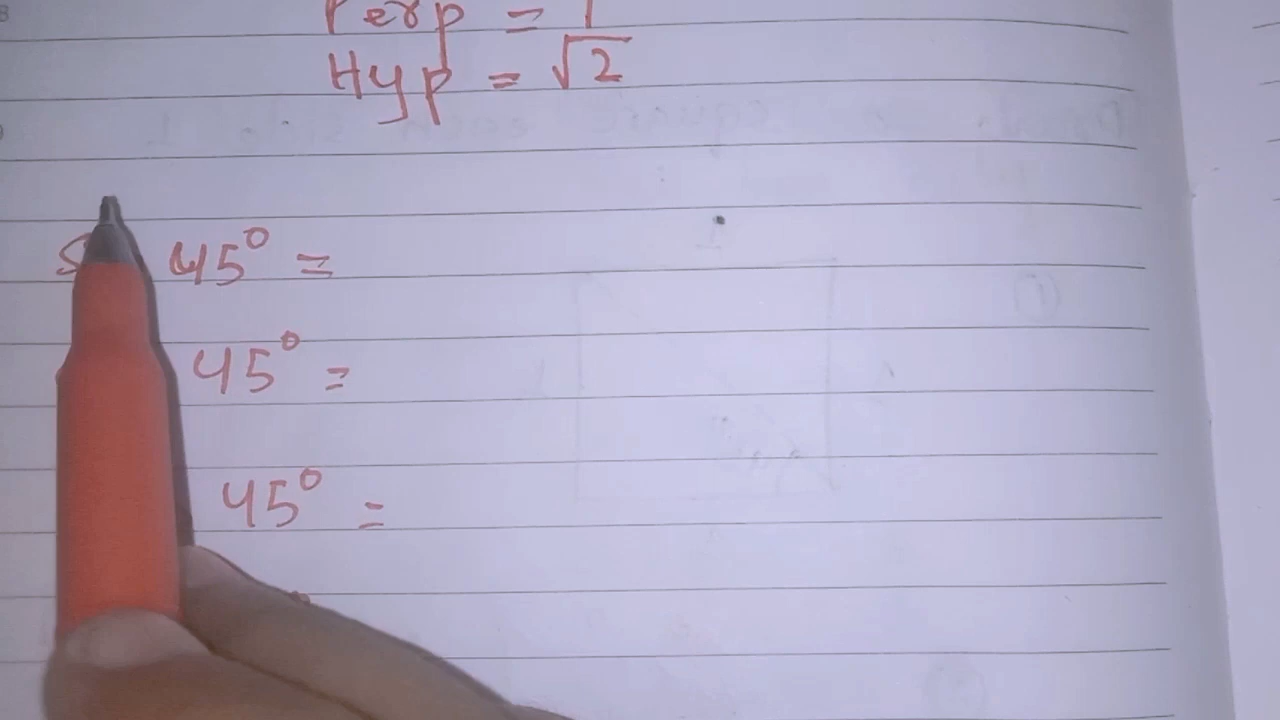 Perp = 1
Hyp = √2
45° =
45° =
45° =